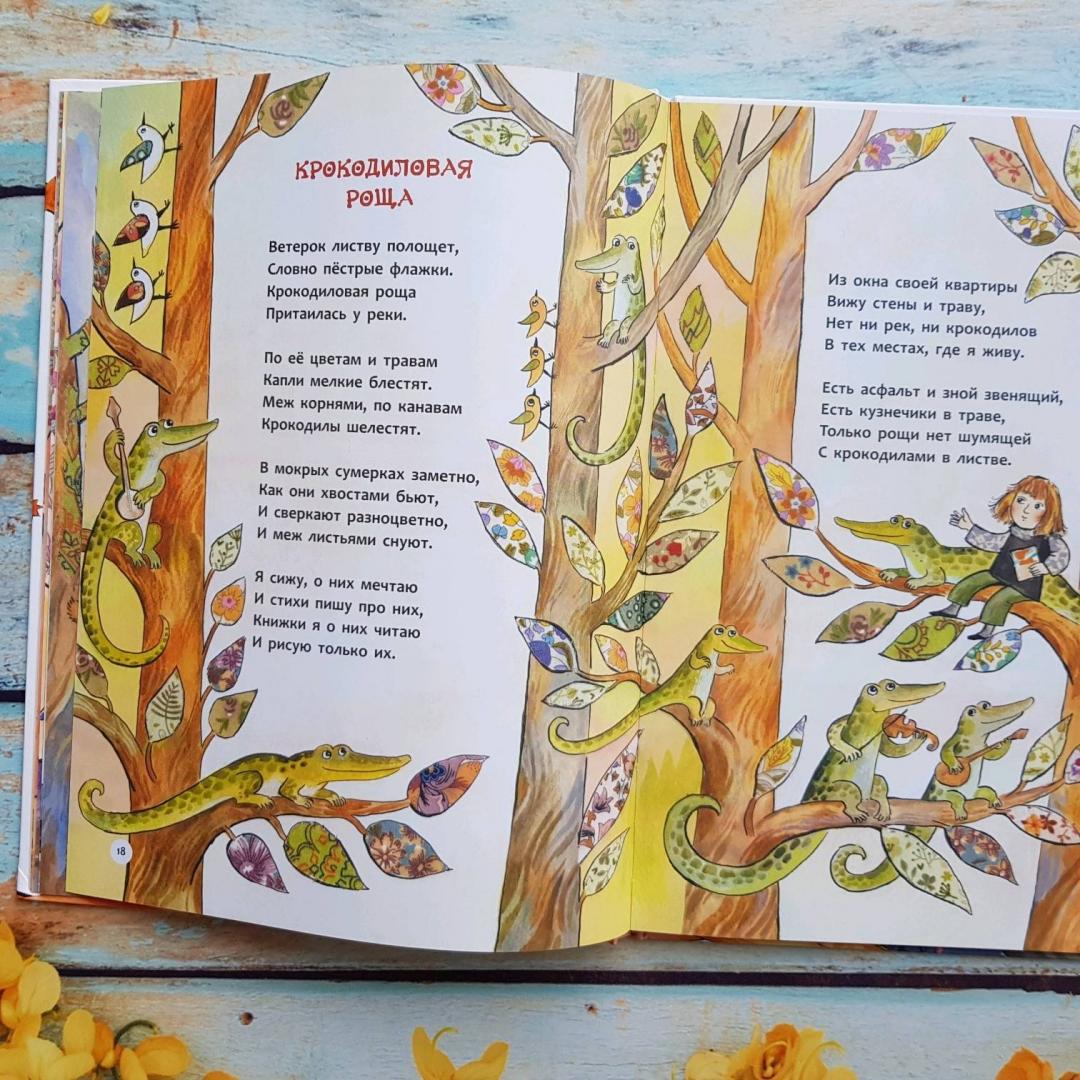 КРОКОДИЛОВАЯ
РОЩА
Ветерок листву полощет,
Словно пёстрые флажки.
Крокодиловая роща
Притаилась у реки.
По её цветам и травам
Капли мелкие блестят.
Меж корнями, по канавам
Крокодилы шелестят.
В мокрых сумерках заметно,
Как они хвостами бьют,
И сверкают разноцветно,
И меж листьями снуют.
Я сижу, о них мечтаю
И стихи пишу про них,
Книжки я о них читаю
И рисую только их.
18
Из окна своей квартиры
Вижу стены и траву,
Нет ни рек, ни крокодилов
В тех местах, где я живу.
Есть асфальт и зной звенящий,
Есть кузнечики в траве,
Только рощи нет шумящей
С крокодилами в листве.